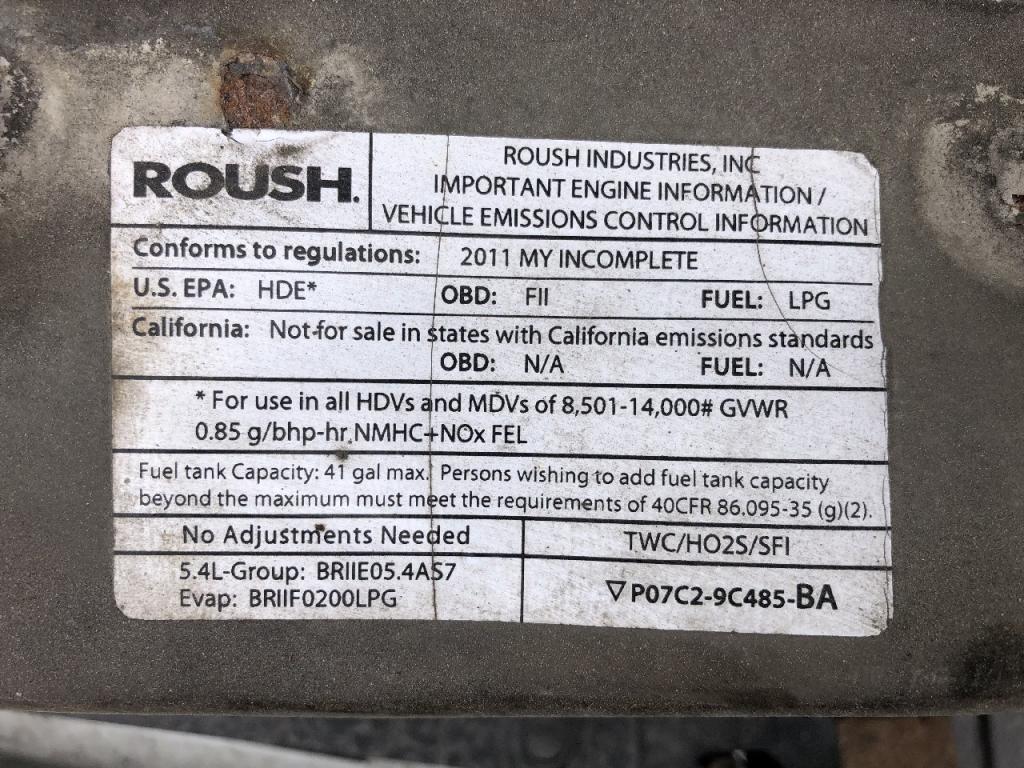 ROUSH.
ROUSH INDUSTRIES, INC
IMPORTANT ENGINE INFORMATION /
VEHICLE EMISSIONS CONTROL INFORMATION
Conforms to regulations: 2011 MY INCOMPLETE
U.S. EPA: HDE* OBD: FII FUEL: LPG
California: Not for sale in states with California emissions standards
OBD: N/A FUEL: N/A
* For use in all HDVs and MDVs of 8,501-14,000# GVWR
0.85 g/bhp-hr NMHC+NOx FEL
Fuel tank Capacity: 41 gal max. Persons wishing to add fuel tank capacity
beyond the maximum must meet the requirements of 40CFR 86.095-35 (g)(2).
No Adjustments Needed
TWC/HO2S/SFI
5.4L-Group: BRIIE05.4AS7
Evap: BRIIF0200LPG
▽ P07C2-9C485-BA